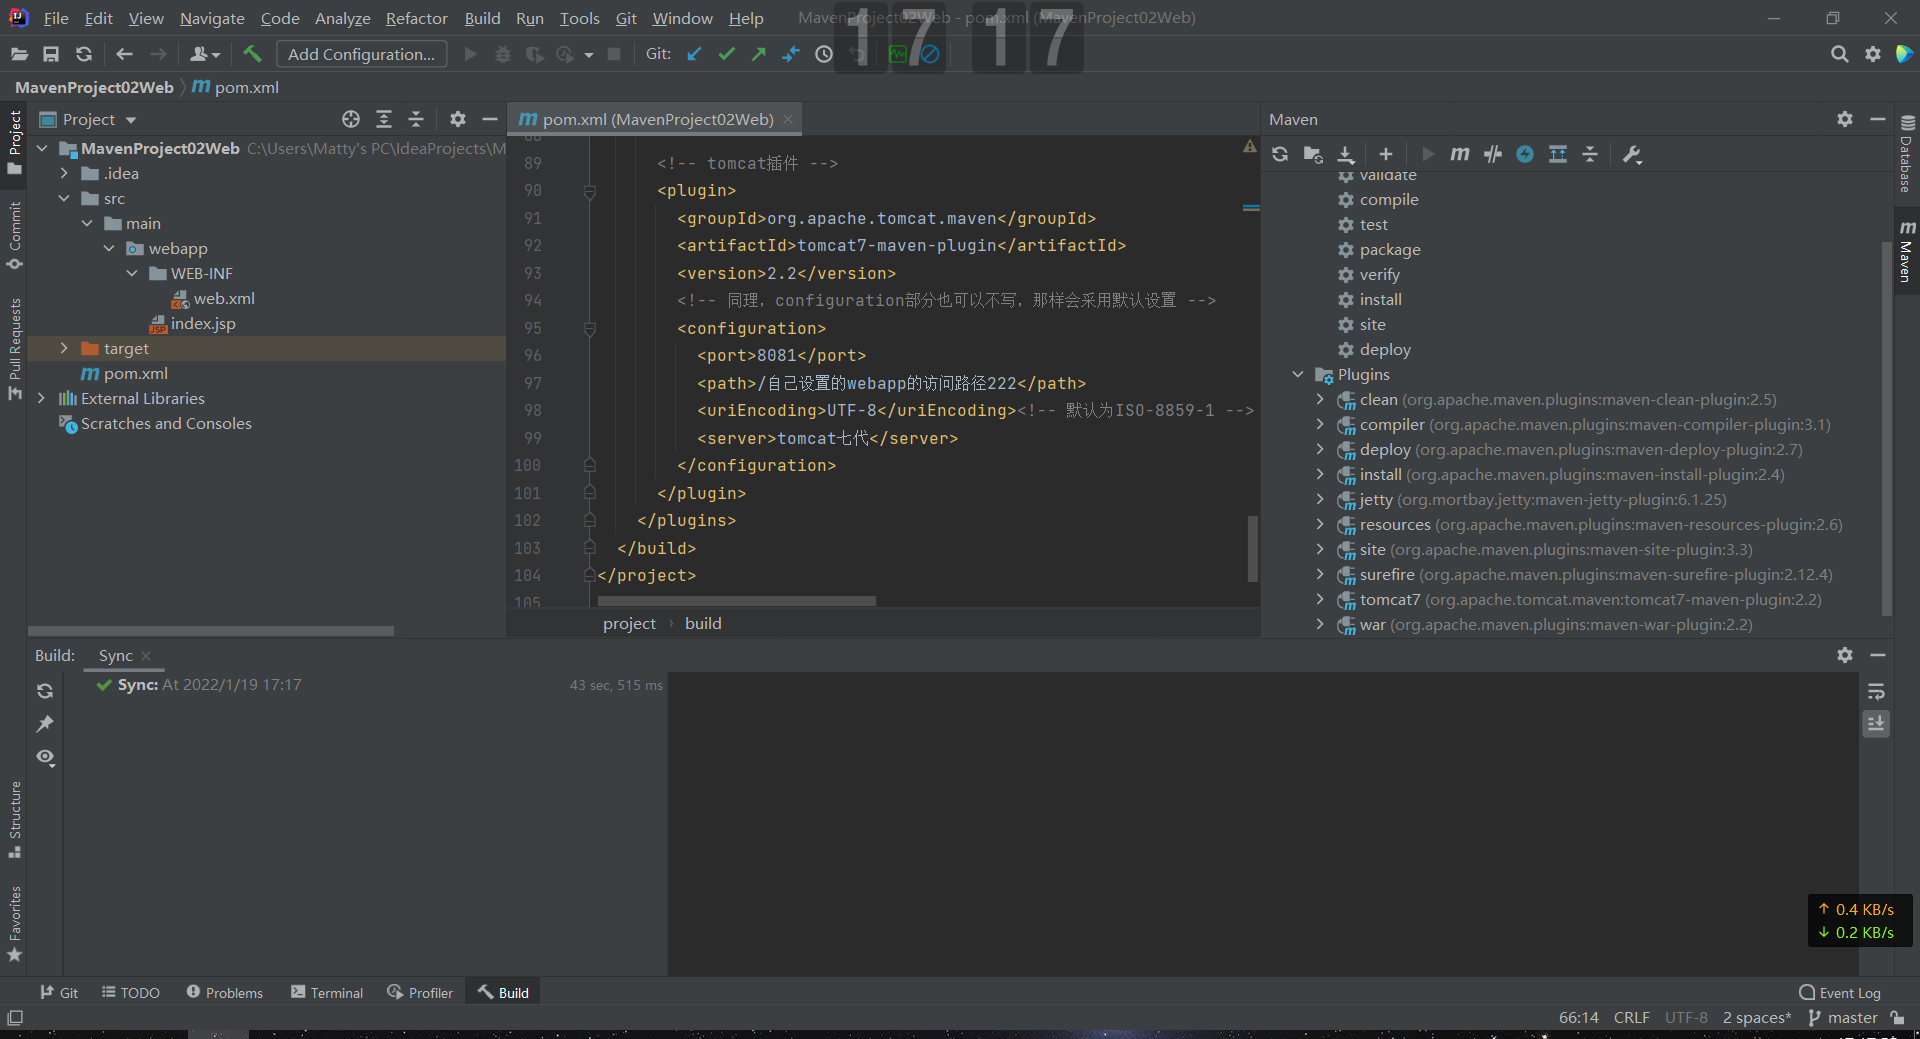 File Edit View Navigate Code Analyze Refactor Build Run Tools Git Window Help MavenProject02Web - pom.xml (MavenProject02Web)
17 17
Add Configuration... Git:
MavenProject02Web pom.xml
Project
MavenProject02Web C:\Users\Matty's PC\IdeaProjects\M
.idea
src
main
webapp
WEB-INF
web.xml
index.jsp
target
pom.xml
External Libraries
Scratches and Consoles
Project
Commit
Pull Requests
Structure
Favorites
pom.xml (MavenProject02Web)
89 <!-- tomcat插件 -->
90 <plugin>
91 <groupId>org.apache.tomcat.maven</groupId>
92 <artifactId>tomcat7-maven-plugin</artifactId>
93 <version>2.2</version>
94 <!-- 同理，configuration部分也可以不写，那样会采用默认设置 -->
95 <configuration>
96 <port>8081</port>
97 <path>/自己设置的webapp的访问路径222</path>
98 <uriEncoding>UTF-8</uriEncoding><!-- 默认为ISO-8859-1 -->
99 <server>tomcat七代</server>
100 </configuration>
101 </plugin>
102 </plugins>
103 </build>
104 </project>
105
project › build
Maven
validate
compile
test
package
verify
install
site
deploy
Plugins
clean (org.apache.maven.plugins:maven-clean-plugin:2.5)
compiler (org.apache.maven.plugins:maven-compiler-plugin:3.1)
deploy (org.apache.maven.plugins:maven-deploy-plugin:2.7)
install (org.apache.maven.plugins:maven-install-plugin:2.4)
jetty (org.mortbay.jetty:maven-jetty-plugin:6.1.25)
resources (org.apache.maven.plugins:maven-resources-plugin:2.6)
site (org.apache.maven.plugins:maven-site-plugin:3.3)
surefire (org.apache.maven.plugins:maven-surefire-plugin:2.12.4)
tomcat7 (org.apache.tomcat.maven:tomcat7-maven-plugin:2.2)
war (org.apache.maven.plugins:maven-war-plugin:2.2)
Database
Maven
Build: Sync
Sync: At 2022/1/19 17:17 43 sec, 515 ms
↑ 0.4 KB/s
↓ 0.2 KB/s
Git TODO Problems Terminal Profiler Build Event Log
66:14 CRLF UTF-8 2 spaces* master